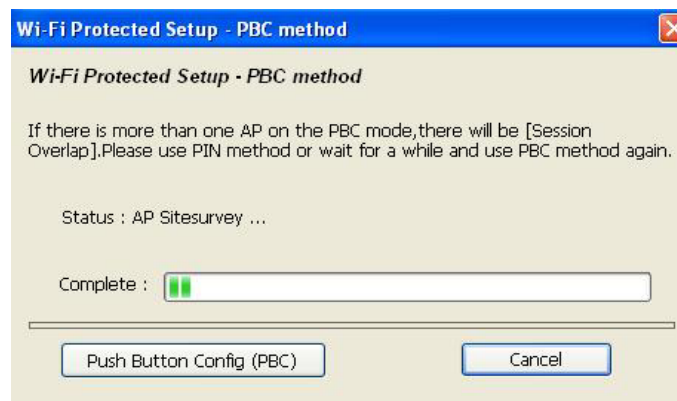 Wi-Fi Protected Setup - PBC method
Wi-Fi Protected Setup - PBC method
If there is more than one AP on the PBC mode,there will be [Session
Overlap].Please use PIN method or wait for a while and use PBC method again.
Status : AP Sitesurvey ...
Complete :
Push Button Config (PBC) Cancel